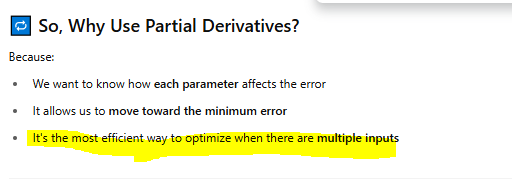 🔁 So, Why Use Partial Derivatives?
Because:
• We want to know how each parameter affects the error
• It allows us to move toward the minimum error
• It's the most efficient way to optimize when there are multiple inputs